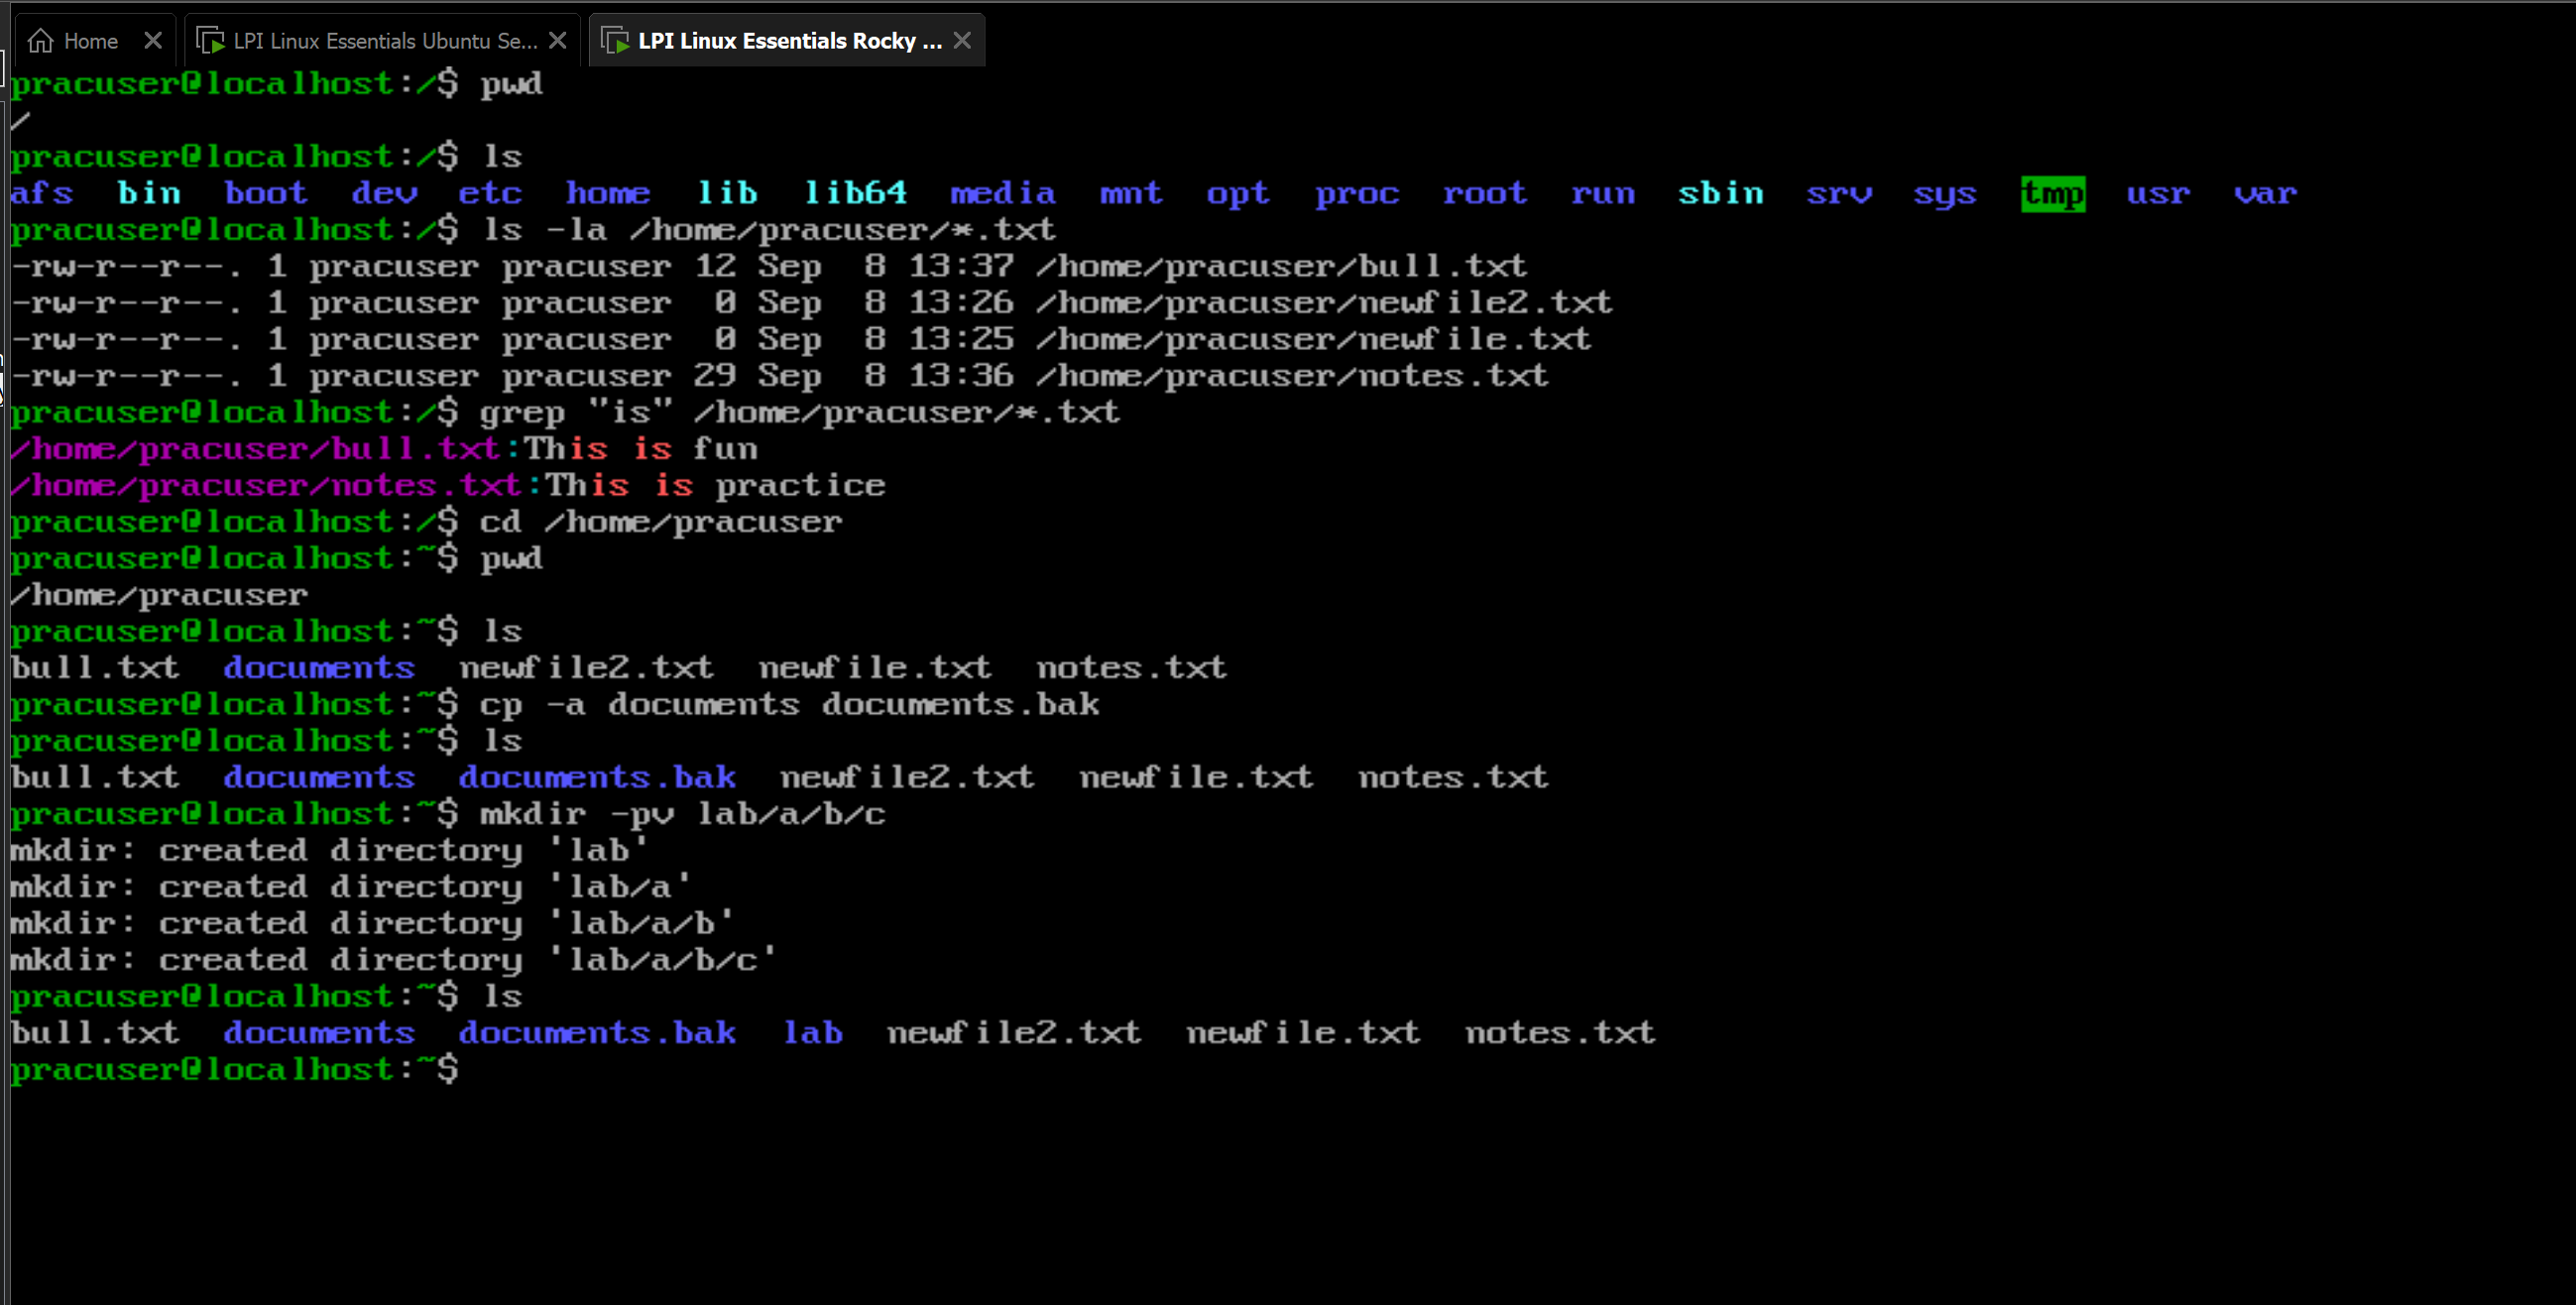 Home LPI Linux Essentials Ubuntu Se... LPI Linux Essentials Rocky ...
pracuser@localhost:/$ pwd
/
pracuser@localhost:/$ ls
afs bin boot dev etc home lib lib64 media mnt opt proc root run sbin srv sys tmp usr var
pracuser@localhost:/$ ls -la /home/pracuser/*.txt
-rw-r--r--. 1 pracuser pracuser 12 Sep  8 13:37 /home/pracuser/bull.txt
-rw-r--r--. 1 pracuser pracuser  0 Sep  8 13:26 /home/pracuser/newfile2.txt
-rw-r--r--. 1 pracuser pracuser  0 Sep  8 13:25 /home/pracuser/newfile.txt
-rw-r--r--. 1 pracuser pracuser 29 Sep  8 13:36 /home/pracuser/notes.txt
pracuser@localhost:/$ grep "is" /home/pracuser/*.txt
/home/pracuser/bull.txt:This is fun
/home/pracuser/notes.txt:This is practice
pracuser@localhost:/$ cd /home/pracuser
pracuser@localhost:~$ pwd
/home/pracuser
pracuser@localhost:~$ ls
bull.txt documents newfile2.txt newfile.txt notes.txt
pracuser@localhost:~$ cp -a documents documents.bak
pracuser@localhost:~$ ls
bull.txt documents documents.bak newfile2.txt newfile.txt notes.txt
pracuser@localhost:~$ mkdir -pv lab/a/b/c
mkdir: created directory 'lab'
mkdir: created directory 'lab/a'
mkdir: created directory 'lab/a/b'
mkdir: created directory 'lab/a/b/c'
pracuser@localhost:~$ ls
bull.txt documents documents.bak lab newfile2.txt newfile.txt notes.txt
pracuser@localhost:~$